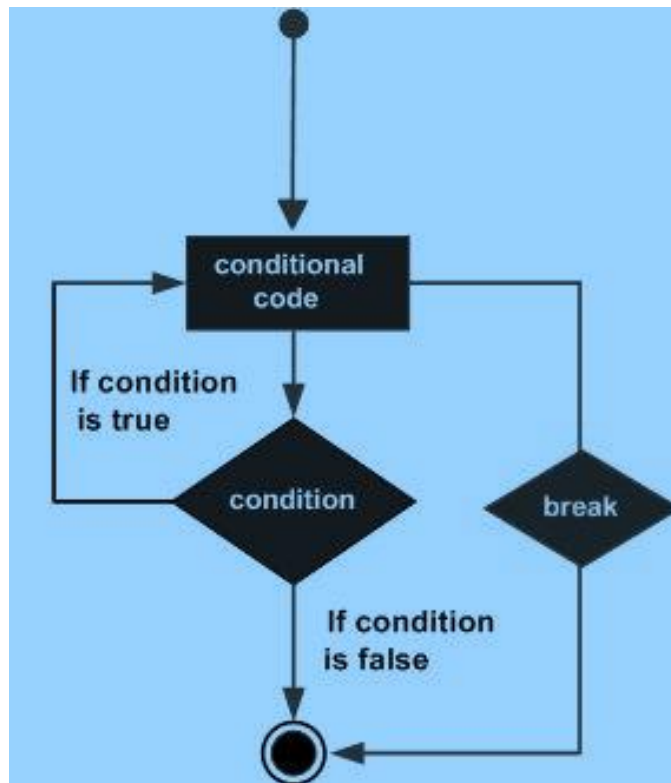 conditional
code
If condition
is true
condition
break
If condition
is false